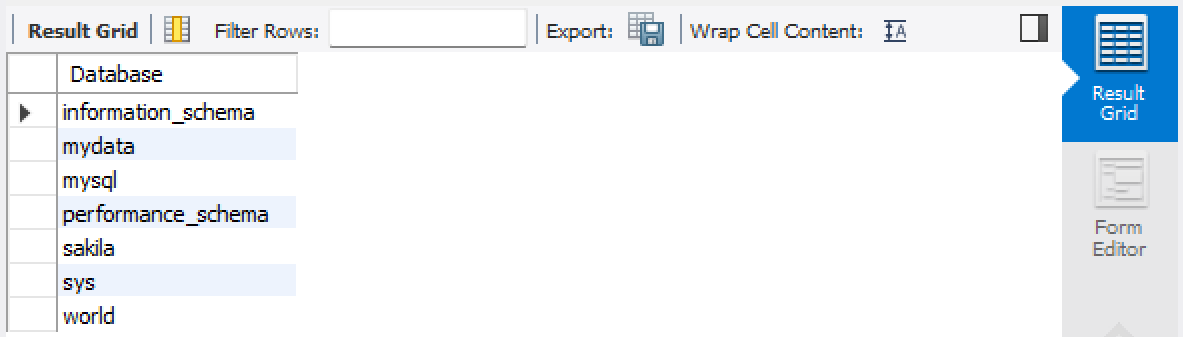 Result Grid Filter Rows: Export: Wrap Cell Content:
Database
information_schema
mydata
mysql
performance_schema
sakila
sys
world
Result
Grid
Form
Editor